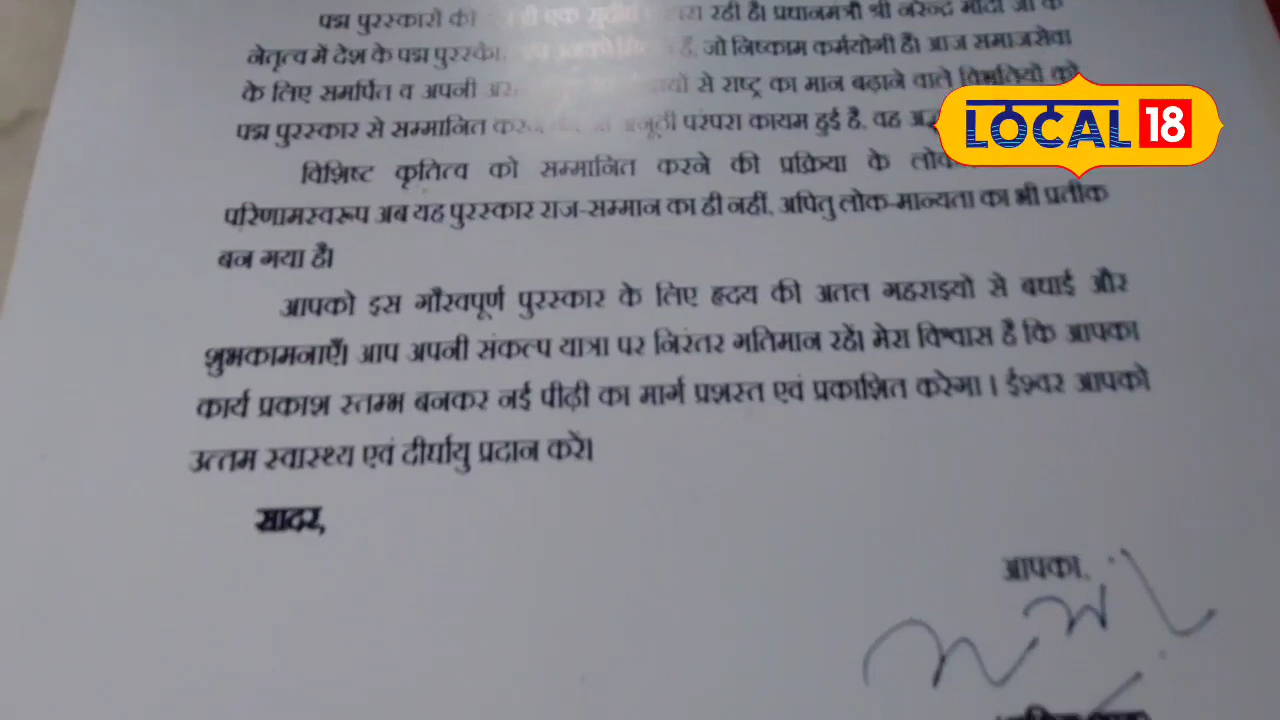 पद्म पुरस्कारों की एक सुदीर्घ रही है। प्रधानमंत्री श्री नरेन्द्र मोदी जी के
नेतृत्व में देश के पद्म पुरस्के हैं, जो निष्काम कर्मयोगी हैं। आज समाजसेवा
के लिए समर्पित व अपनी से राष्ट्र का मान बढ़ाने वाले विभूतियों को
पद्म पुरस्कार से सम्मानित परंपरा कायम हुई है, वह
LOCAL 18
विशिष्ट कृतित्व को सम्मानित करने की प्रक्रिया के
परिणामस्वरूप अब यह पुरस्कार राज-सम्मान का ही नहीं, अपितु लोक-मान्यता का भी प्रतीक
बन गया है।
आपको इस गौरवपूर्ण पुरस्कार के लिए हृदय की अतल गहराइयो से बधाई और
शुभकामनाएँ। आप अपनी संकल्प यात्रा पर निरंतर गतिमान रहें। मेरा विश्वास है कि आपका
कार्य प्रकाश स्तम्भ बनकर नई पीढ़ी का मार्ग प्रशस्त एवं प्रकाशित करेगा । ईश्वर आपको
उत्तम स्वास्थ्य एवं दीर्घायु प्रदान करे।
सादर,
आपका,